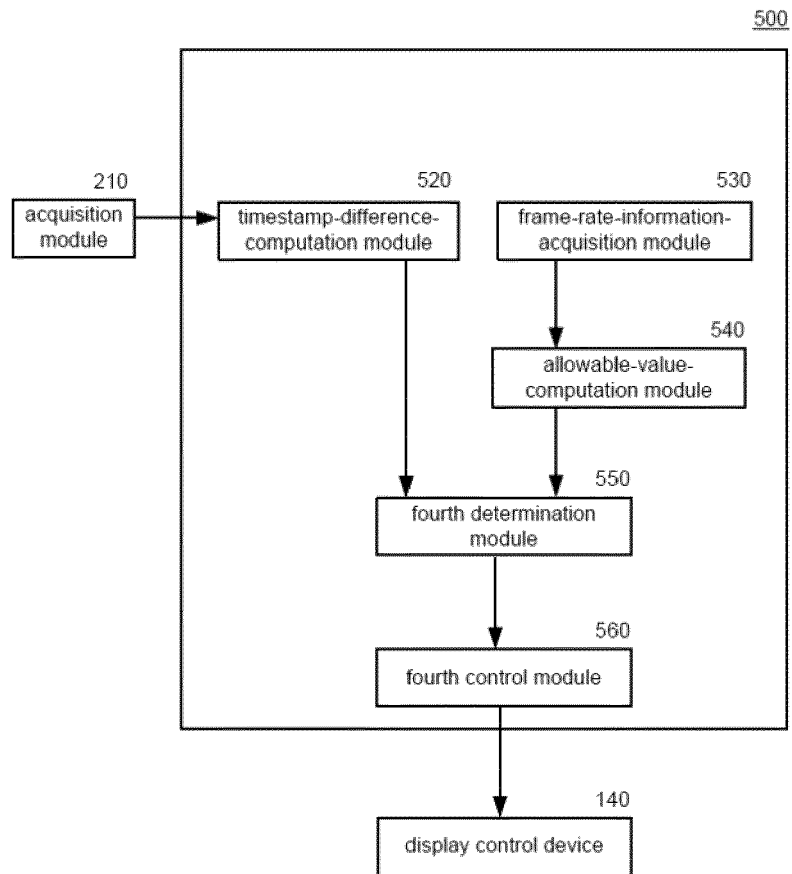 500
210
520
530
acquisition
module
timestamp-difference-
computation module
frame-rate-information-
acquisition module
540
allowable-value-
computation module
550
fourth determination
module
560
fourth control module
140
display control device